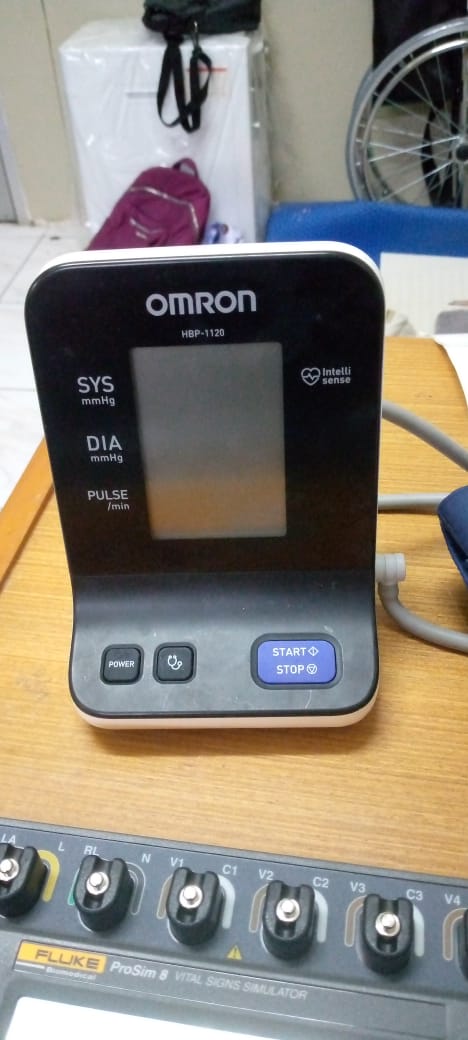 OMRON
HBP-1120
SYS
mmHg
Intelli
sense
DIA
mmHg
PULSE
/min
POWER
START
STOP
LA L RL N V1 C1 V2 C2 V3 C3 V4
FLUKE
Biomedical
ProSim 8 VITAL SIGNS SIMULATOR